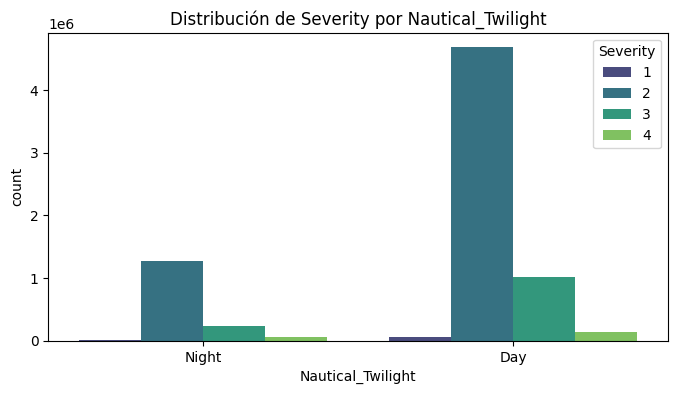 Distribución de Severity por Nautical_Twilight
1e6
Severity
1
2
3
4
4
3
2
1
0
count
Night
Day
Nautical_Twilight